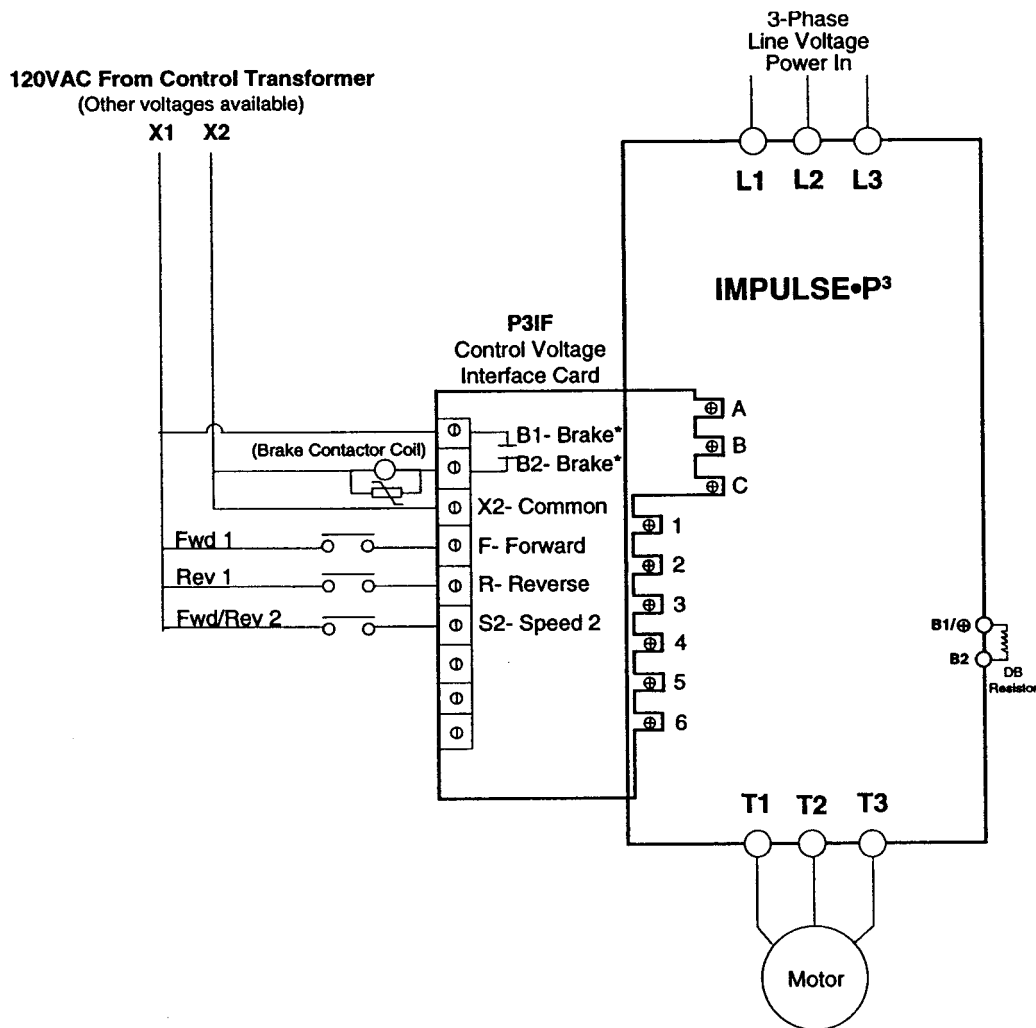 3-Phase
Line Voltage
Power In
120VAC From Control Transformer
(Other voltages available)
X1 X2
L1 L2 L3
IMPULSE•P³
P3IF
Control Voltage
Interface Card
A
B1- Brake*
(Brake Contactor Coil)
B
B2- Brake*
C
X2- Common
1
Fwd 1
F- Forward
2
Rev 1
R- Reverse
3
Fwd/Rev 2
S2- Speed 2
4
5
6
B1/⊕
B2
DB
Resistor
T1 T2 T3
Motor